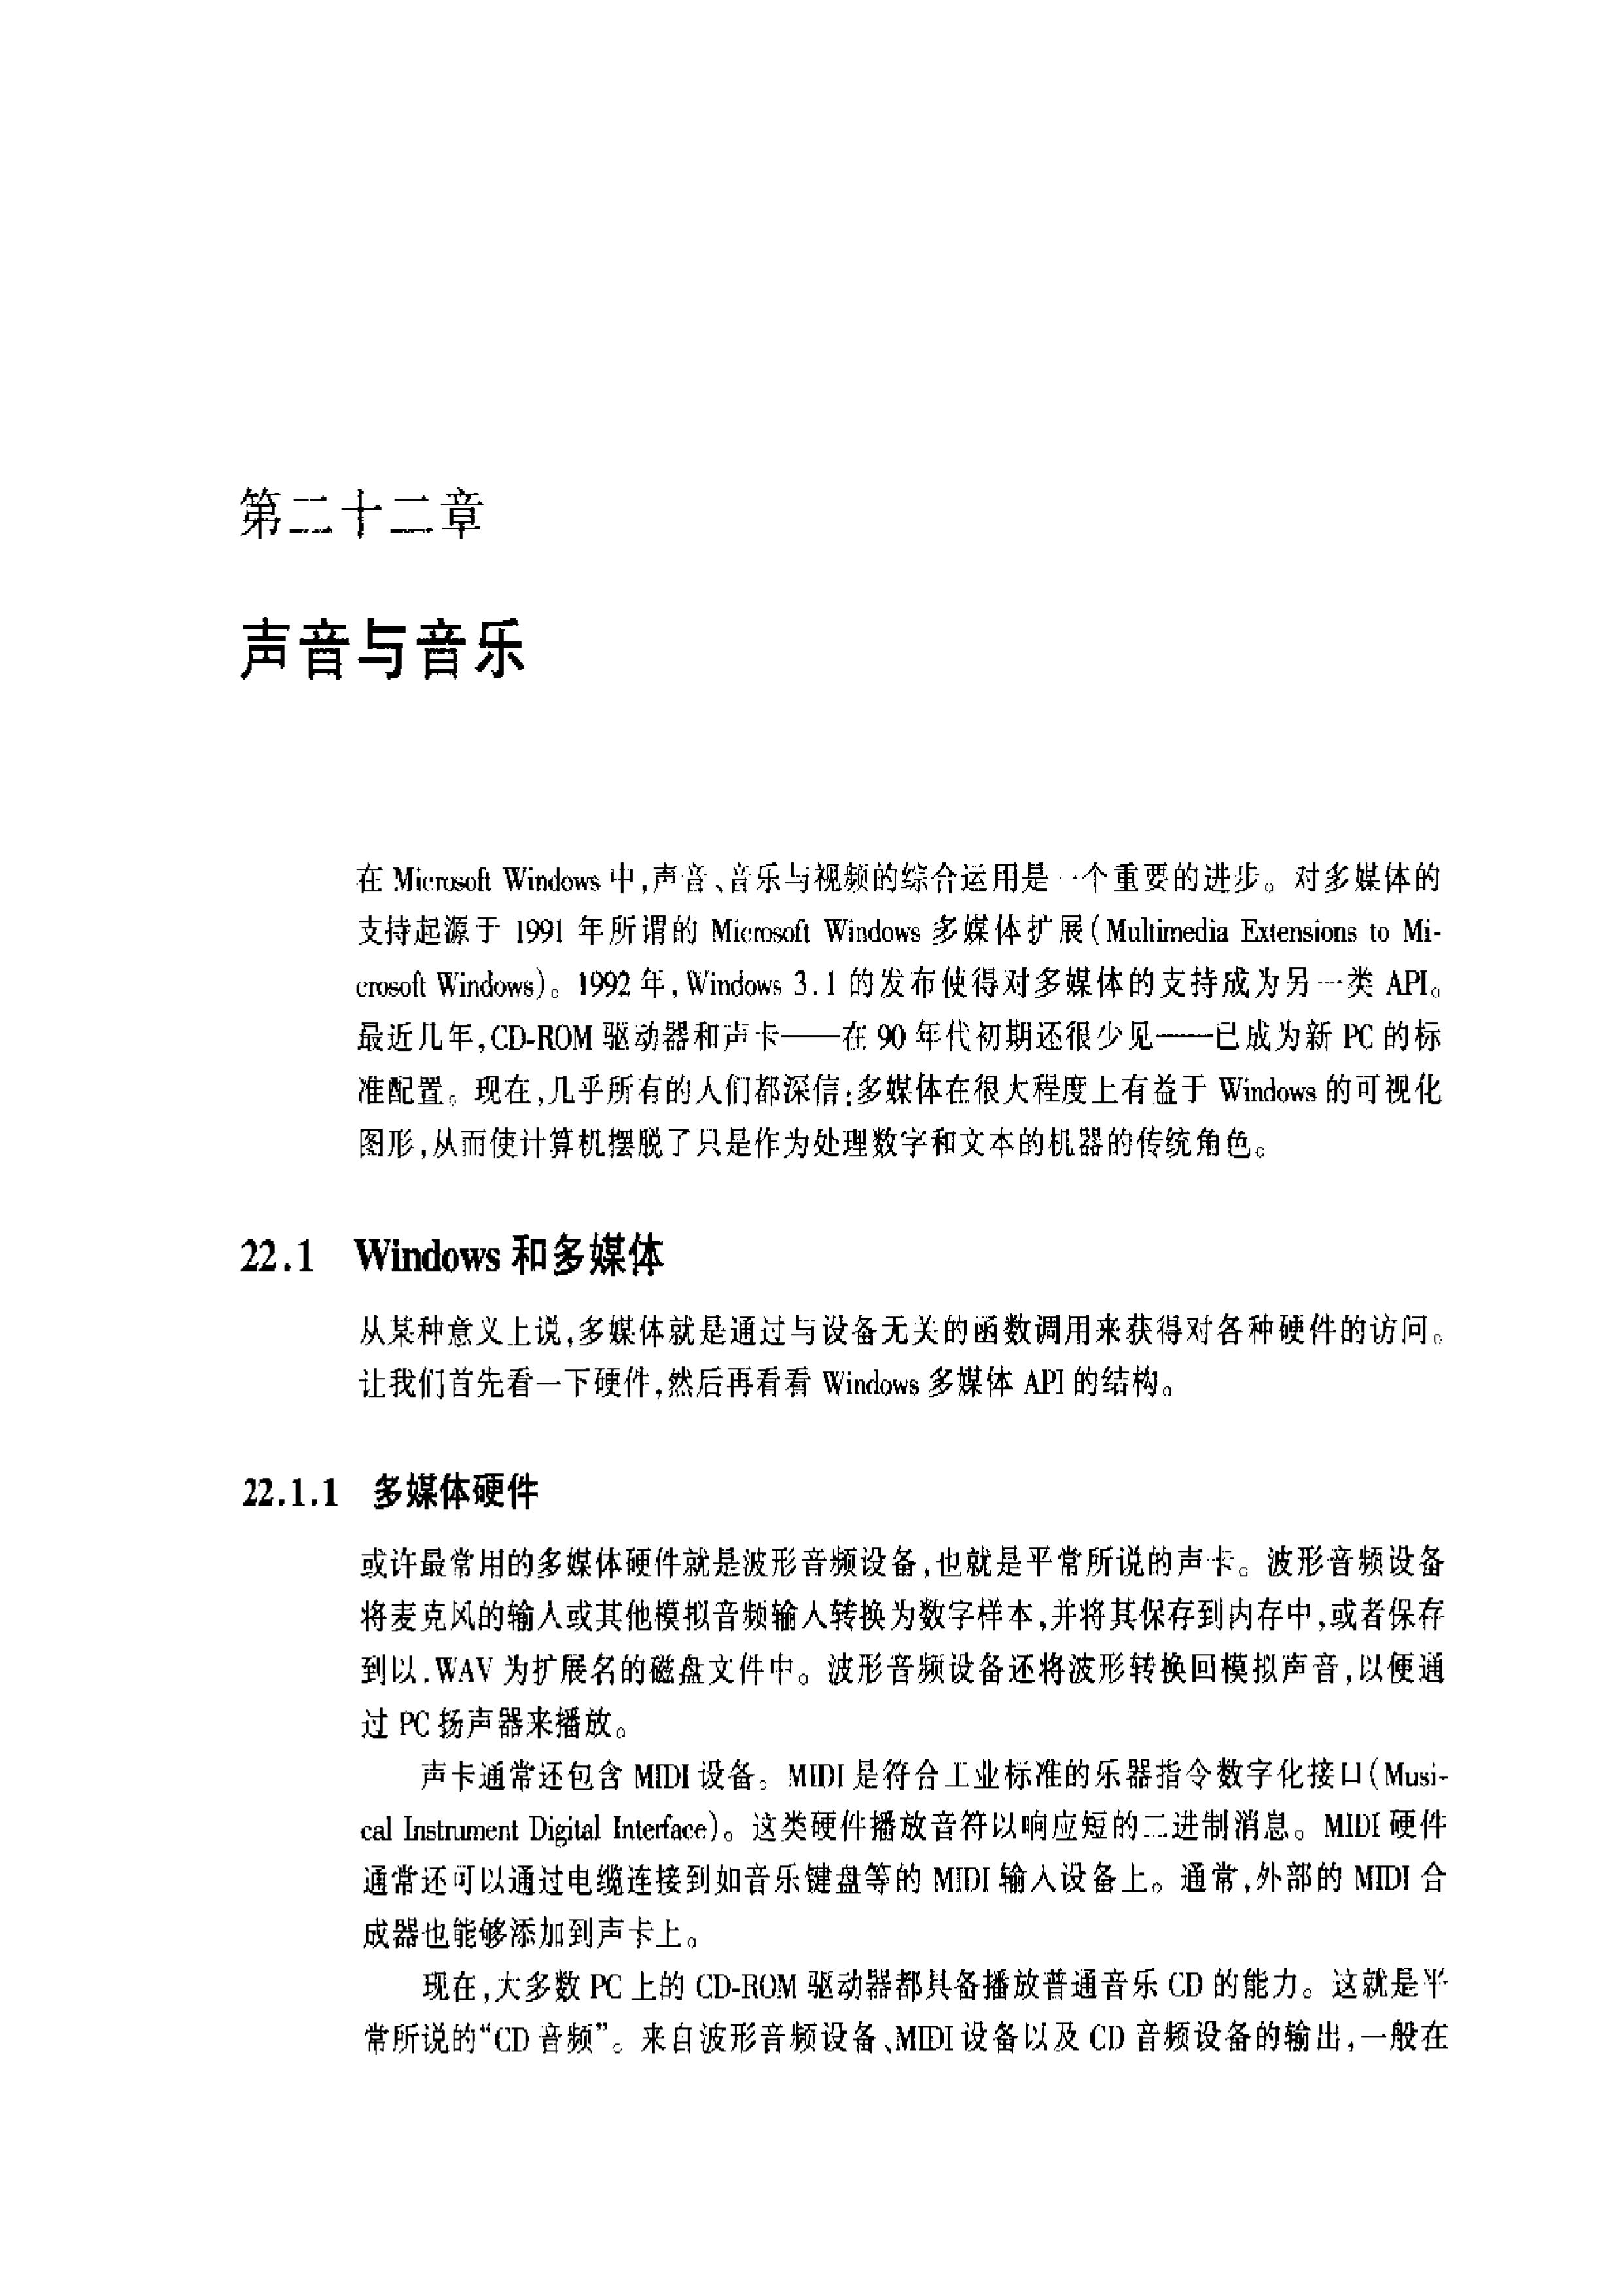 第二十二章
声音与音乐
在 Microsoft Windows 中,声音、音乐与视频的综合运用是一个重要的进步。对多媒体的
支持起源于 1991 年所谓的 Microsoft Windows 多媒体扩展(Multimedia Extensions to Mi-
crosoft Windows)。1992 年,Windows 3.1 的发布使得对多媒体的支持成为另一类 API。
最近几年,CD-ROM 驱动器和声卡——在 90 年代初期还很少见——已成为新 PC 的标
准配置。现在,几乎所有的人们都深信:多媒体在很大程度上有益于 Windows 的可视化
图形,从而使计算机摆脱了只是作为处理数字和文本的机器的传统角色。
22.1 Windows 和多媒体
从某种意义上说,多媒体就是通过与设备无关的函数调用来获得对各种硬件的访问。
让我们首先看一下硬件,然后再看看 Windows 多媒体 API 的结构。
22.1.1 多媒体硬件
或许最常用的多媒体硬件就是波形音频设备,也就是平常所说的声卡。波形音频设备
将麦克风的输入或其他模拟音频输入转换为数字样本,并将其保存到内存中,或者保存
到以.WAV 为扩展名的磁盘文件中。波形音频设备还将波形转换回模拟声音,以便通
过 PC 扬声器来播放。
声卡通常还包含 MIDI 设备。MIDI 是符合工业标准的乐器指令数字化接口(Musi-
cal Instrument Digital Interface)。这类硬件播放音符以响应短的二进制消息。MIDI 硬件
通常还可以通过电缆连接到如音乐键盘等的 MIDI 输入设备上。通常,外部的 MIDI 合
成器也能够添加到声卡上。
现在,大多数 PC 上的 CD-ROM 驱动器都具备播放普通音乐 CD 的能力。这就是平
常所说的“CD 音频”。来自波形音频设备、MIDI 设备以及 CD 音频设备的输出,一般在